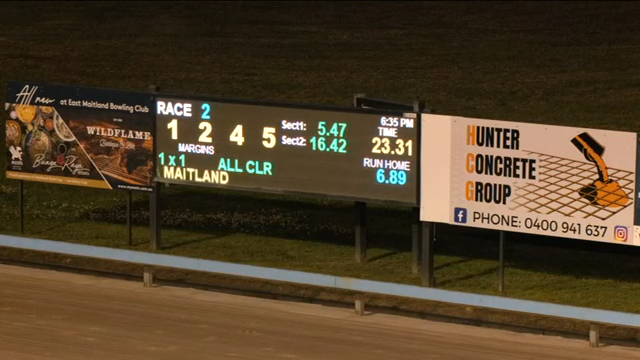 All new
at East Maitland Bowling Club
WILDFLAME
RACE 2
6:35 PM
1 2 4 5
Sect1: 5.47
Sect2: 16.42
TIME
23.31
MARGINS
1 x 1
ALL CLR
RUN HOME
6.89
MAITLAND
HUNTER
CONCRETE
GROUP
PHONE: 0400 941 637